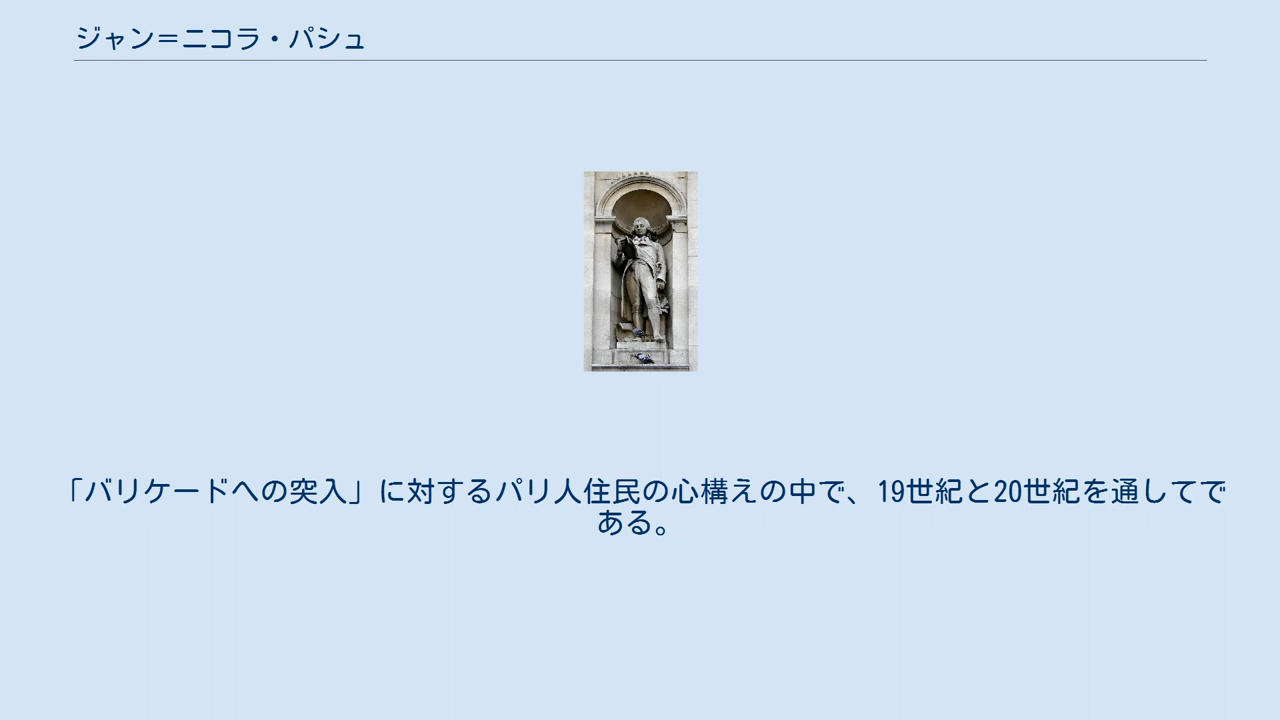 ジャン＝ニコラ・パシュ
「バリケードへの突入」に対するパリ人住民の心構えの中で、19世紀と20世紀を通してで
ある。